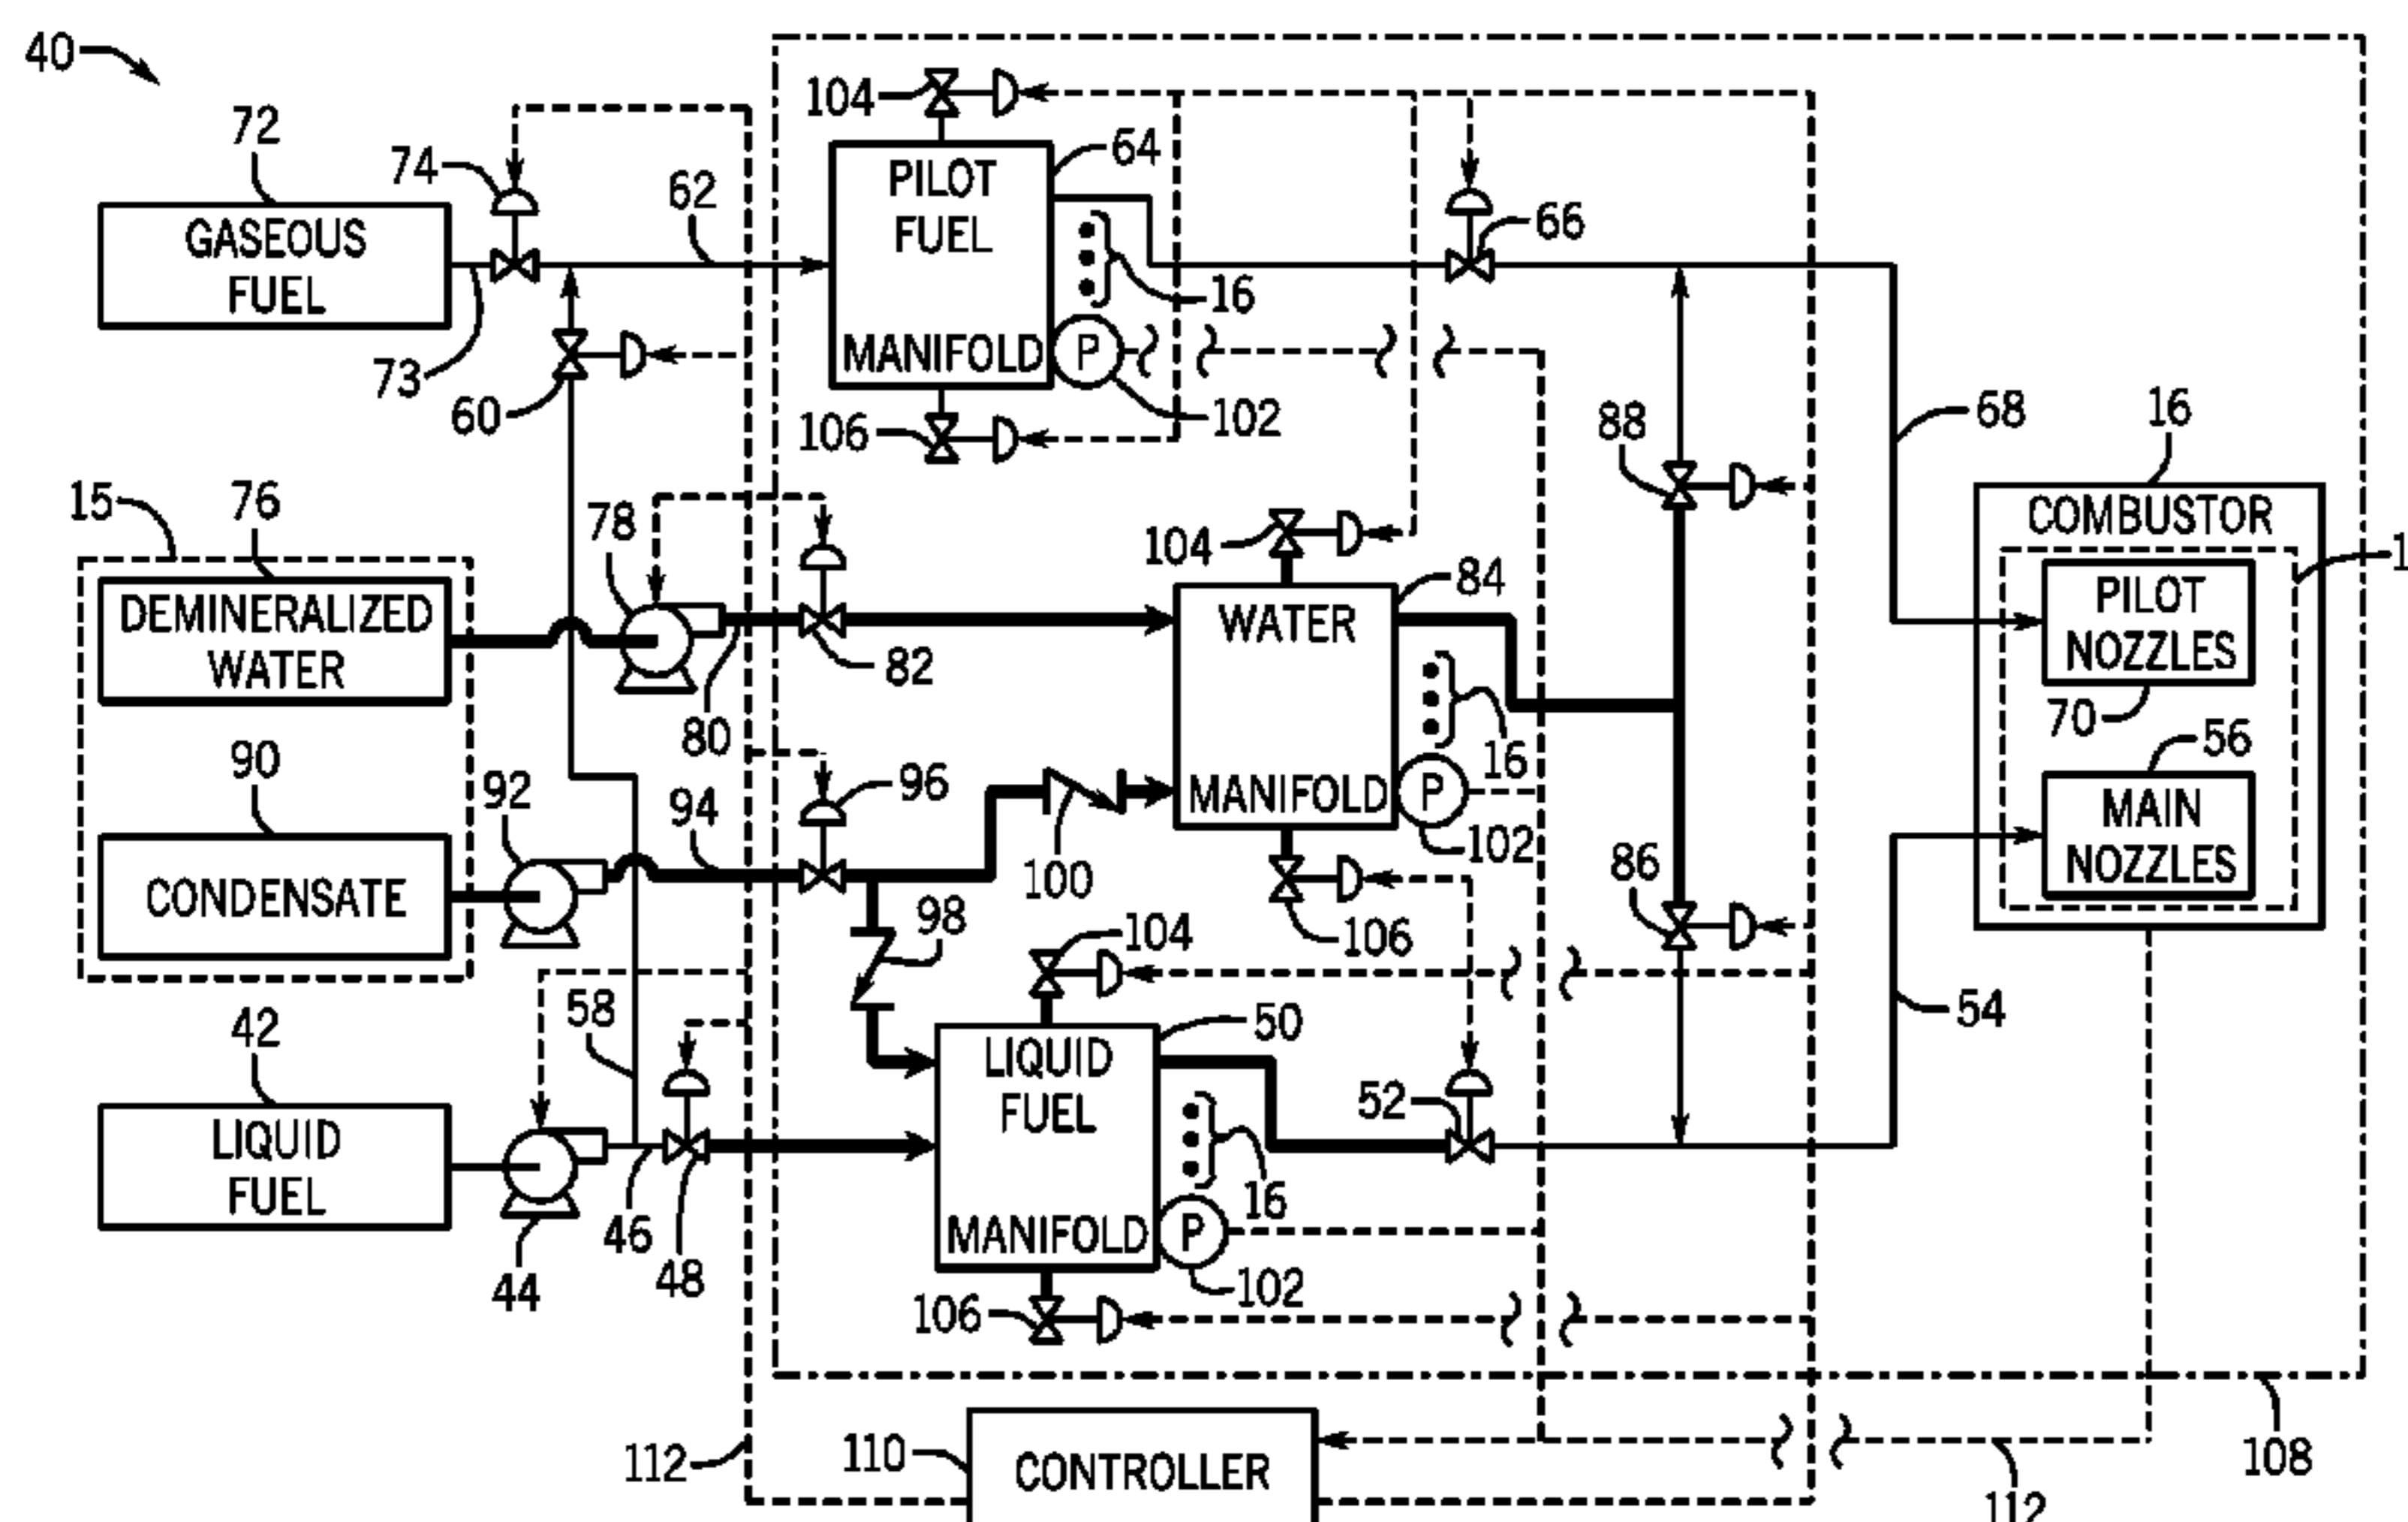 40
72
GASEOUS
FUEL
74
73
62
60
104
64
PILOT
FUEL
MANIFOLD
16
P
102
106
66
68
88
15
76
DEMINERALIZED
WATER
78
80
82
104
84
WATER
MANIFOLD
16
P
102
106
90
CONDENSATE
92
94
96
98
100
86
16
COMBUSTOR
1
PILOT
NOZZLES
70
56
MAIN
NOZZLES
54
42
LIQUID
FUEL
44
58
46
48
104
50
LIQUID
FUEL
MANIFOLD
16
P
102
106
52
112
110
CONTROLLER
112
108